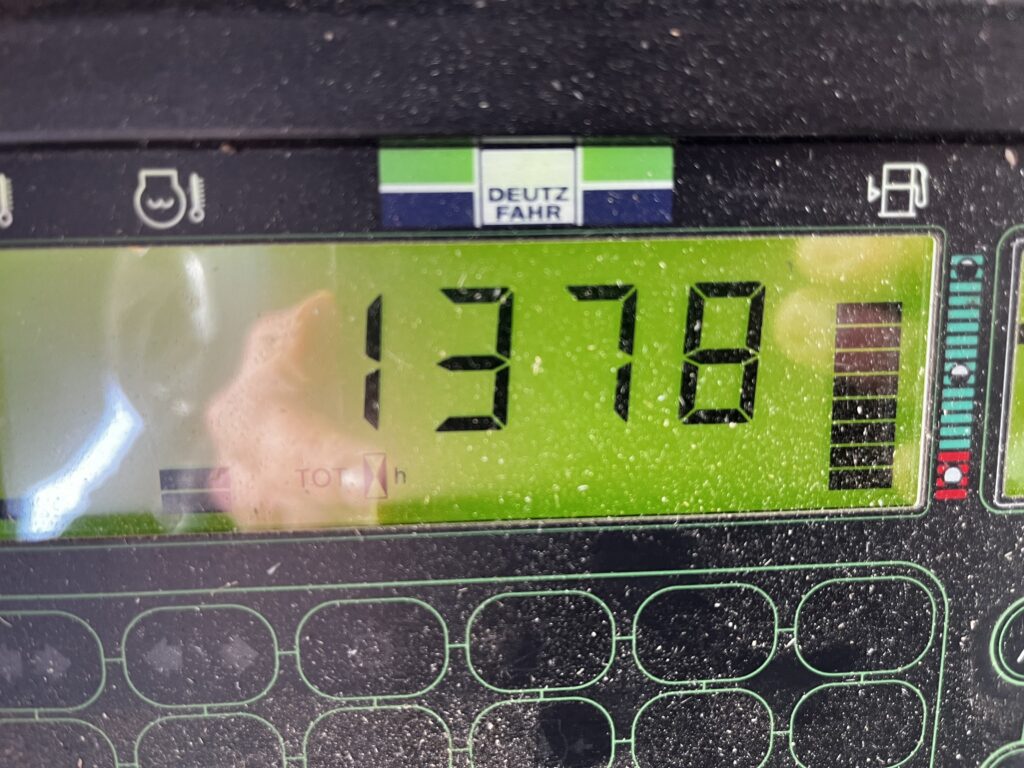 DEUTZ
FAHR
1378
TOT. h